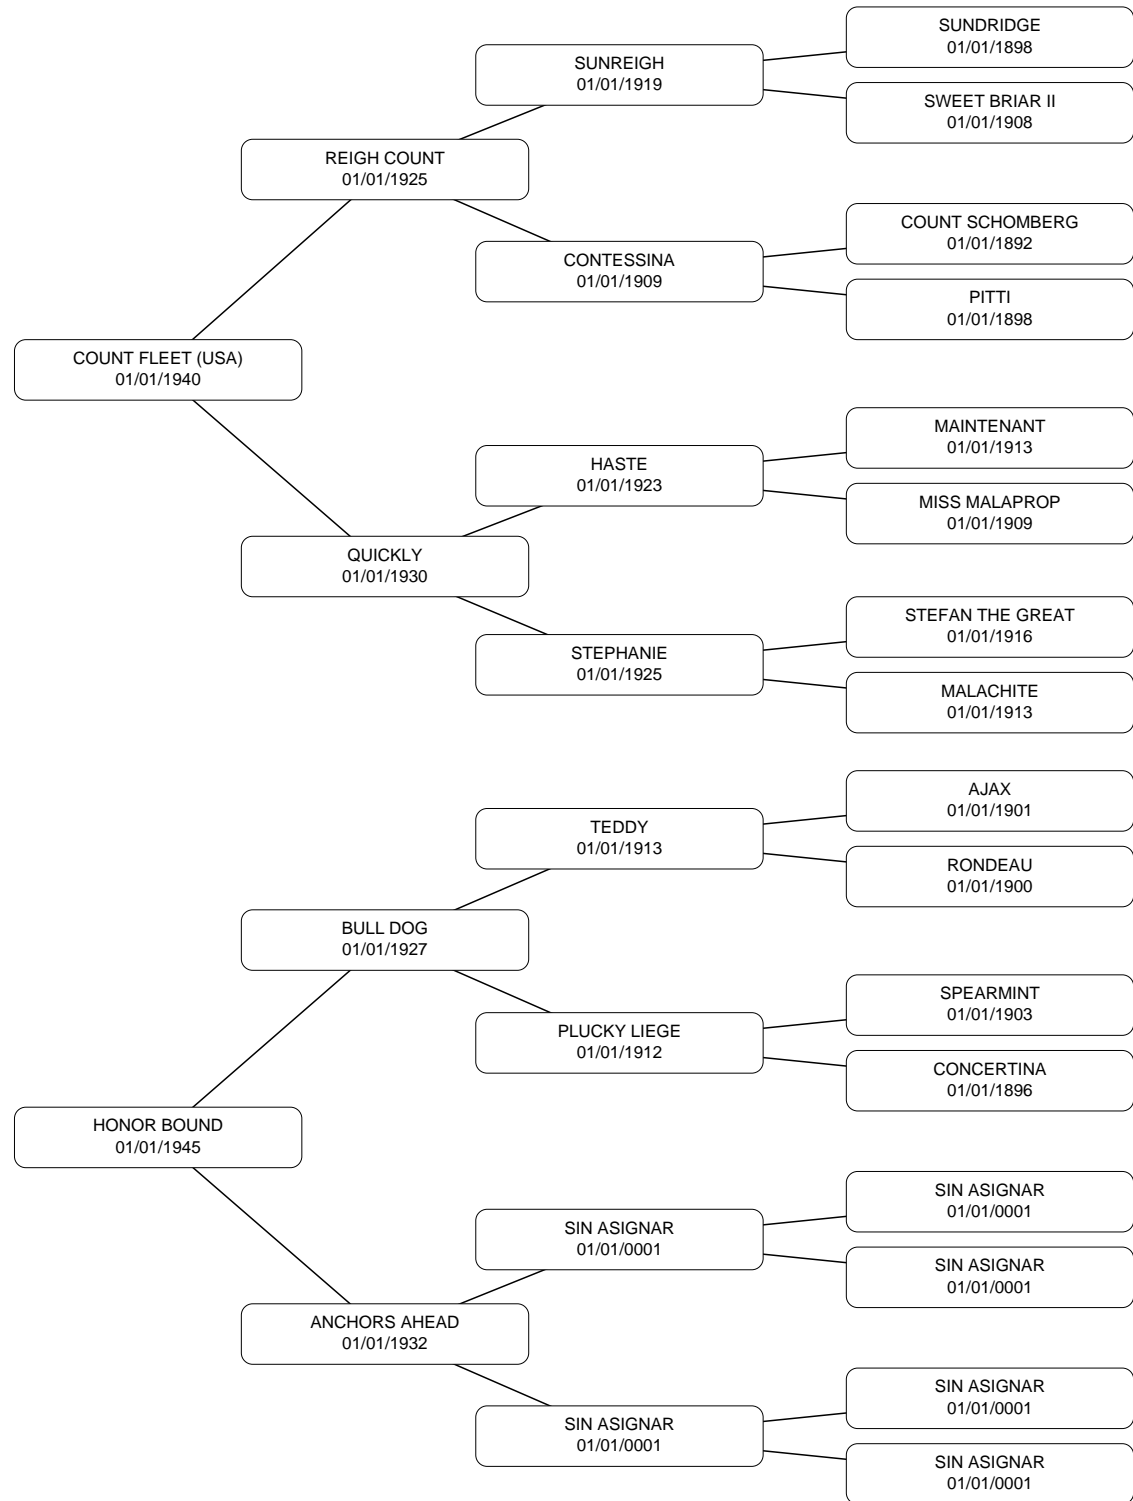 SUNDRIDGE
01/01/1898
SUNREIGH
01/01/1919
SWEET BRIAR II
01/01/1908
REIGH COUNT
01/01/1925
COUNT SCHOMBERG
01/01/1892
CONTESSINA
01/01/1909
PITTI
01/01/1898
COUNT FLEET (USA)
01/01/1940
MAINTENANT
01/01/1913
HASTE
01/01/1923
MISS MALAPROP
01/01/1909
QUICKLY
01/01/1930
STEFAN THE GREAT
01/01/1916
STEPHANIE
01/01/1925
MALACHITE
01/01/1913
AJAX
01/01/1901
TEDDY
01/01/1913
RONDEAU
01/01/1900
BULL DOG
01/01/1927
SPEARMINT
01/01/1903
PLUCKY LIEGE
01/01/1912
CONCERTINA
01/01/1896
HONOR BOUND
01/01/1945
SIN ASIGNAR
01/01/0001
SIN ASIGNAR
01/01/0001
SIN ASIGNAR
01/01/0001
ANCHORS AHEAD
01/01/1932
SIN ASIGNAR
01/01/0001
SIN ASIGNAR
01/01/0001
SIN ASIGNAR
01/01/0001